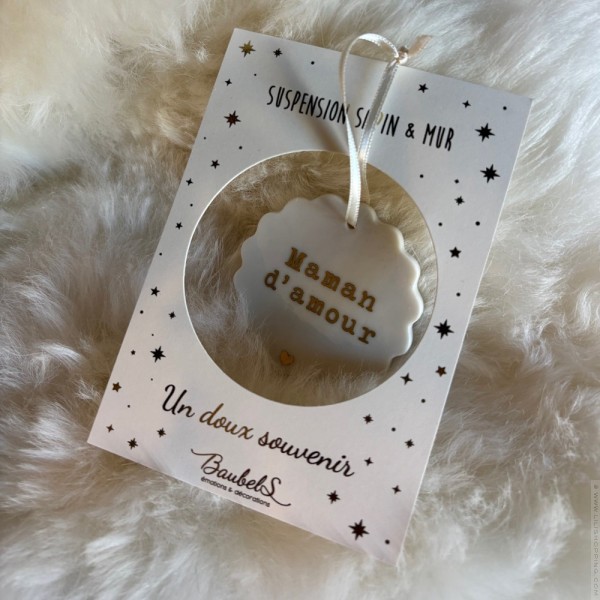 SUSPENSION SAPIN & MUR
Maman
d'amour
Un doux souvenir
BaubelS
émotions & décorations